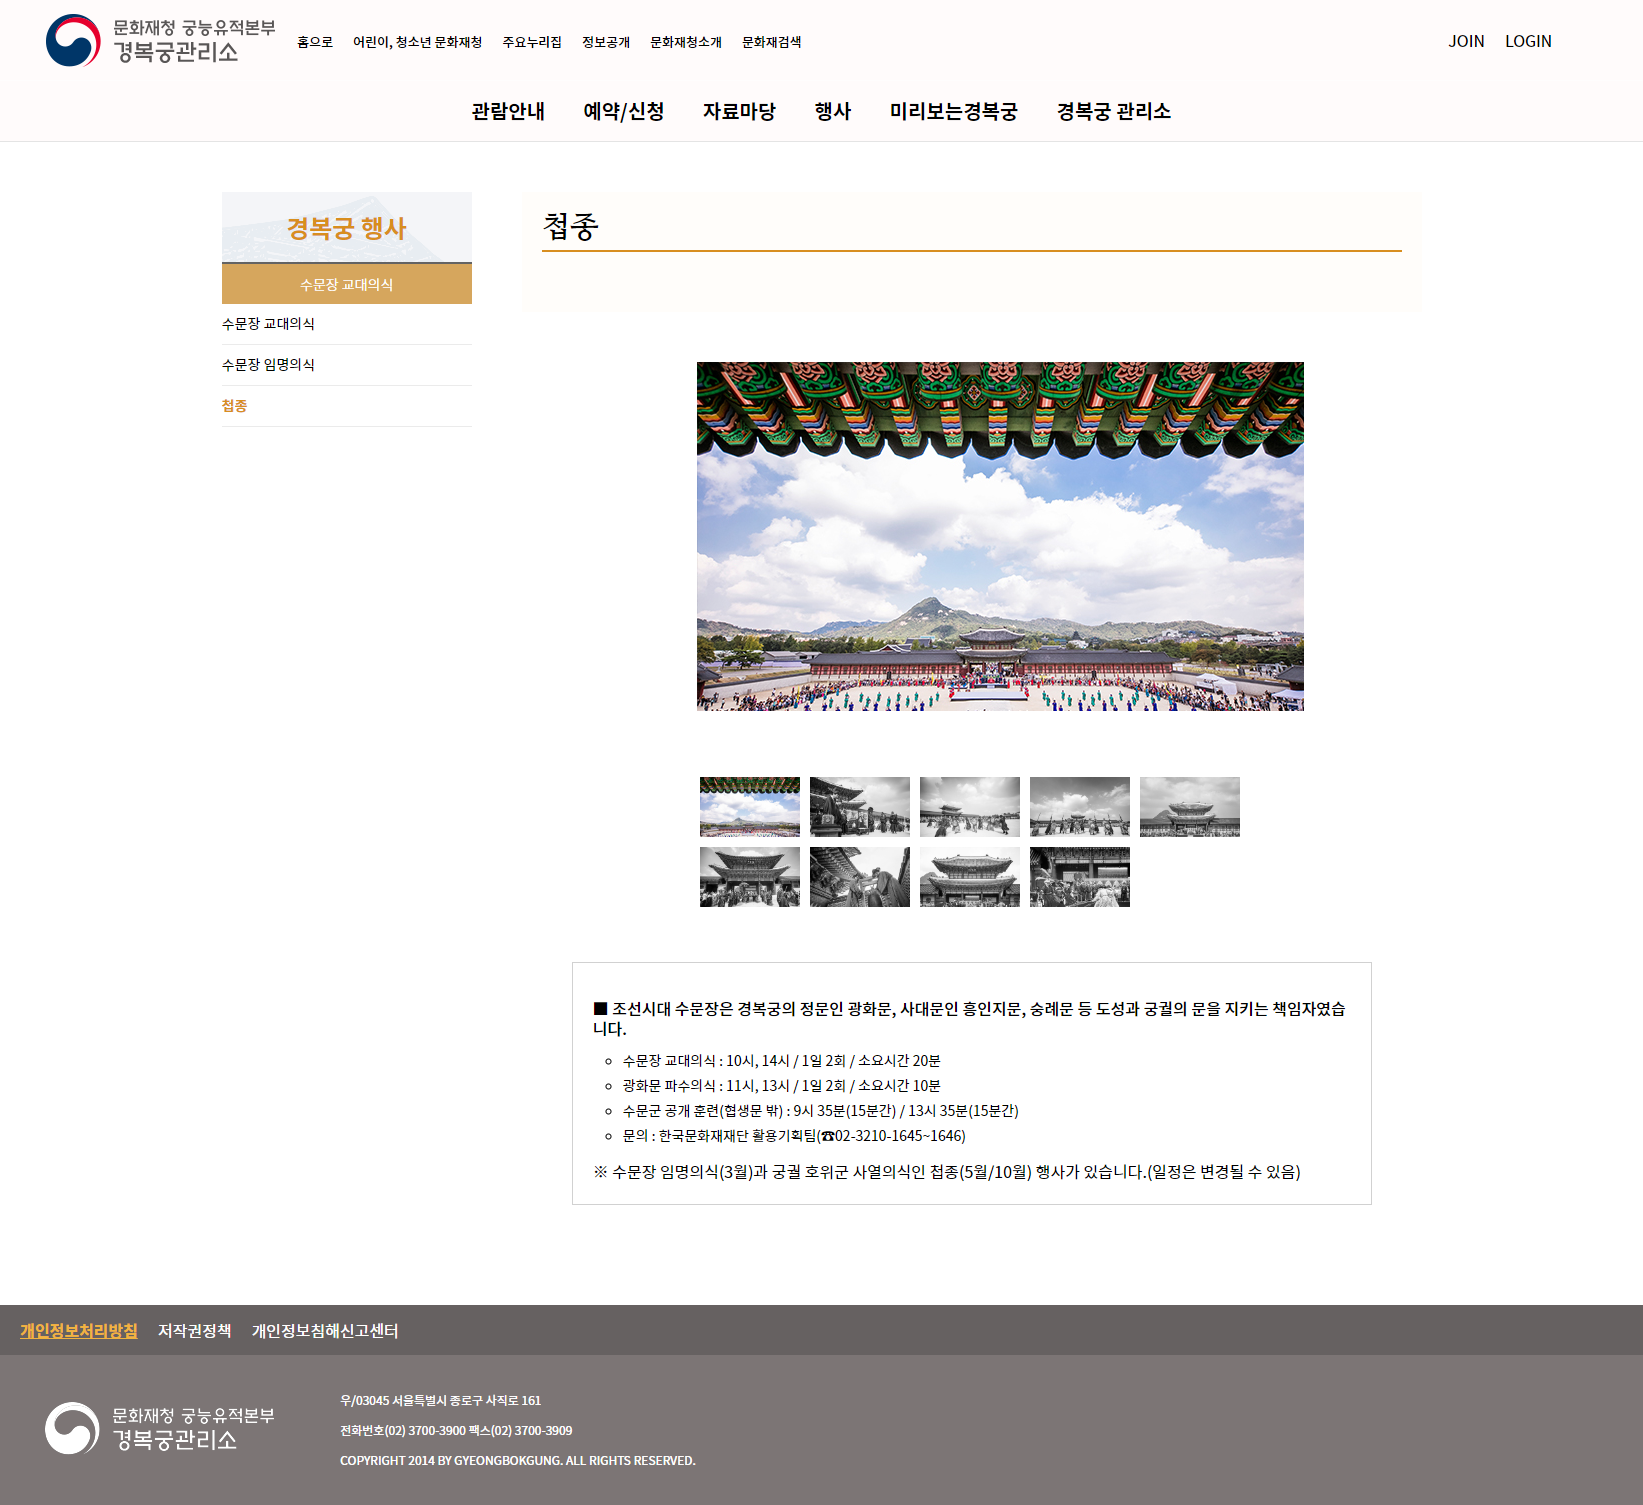 문화재청 궁능유적본부
경복궁관리소
홈으로 어린이, 청소년 문화재청 주요누리집 정보공개 문화재청소개 문화재검색
JOIN LOGIN
관람안내 예약/신청 자료마당 행사 미리보는경복궁 경복궁 관리소
경복궁 행사
수문장 교대의식
수문장 교대의식
수문장 임명의식
첩종
첩종
■ 조선시대 수문장은 경복궁의 정문인 광화문, 사대문인 흥인지문, 숭례문 등 도성과 궁궐의 문을 지키는 책임자였습
니다.
수문장 교대의식 : 10시, 14시 / 1일 2회 / 소요시간 20분
광화문 파수의식 : 11시, 13시 / 1일 2회 / 소요시간 10분
수문군 공개 훈련(협생문 밖) : 9시 35분(15분간) / 13시 35분(15분간)
문의 : 한국문화재재단 활용기획팀(☎02-3210-1645~1646)
※ 수문장 임명의식(3월)과 궁궐 호위군 사열의식인 첩종(5월/10월) 행사가 있습니다.(일정은 변경될 수 있음)
개인정보처리방침 저작권정책 개인정보침해신고센터
문화재청 궁능유적본부
경복궁관리소
우/03045 서울특별시 종로구 사직로 161
전화번호(02) 3700-3900 팩스(02) 3700-3909
COPYRIGHT 2014 BY GYEONGBOKGUNG. ALL RIGHTS RESERVED.